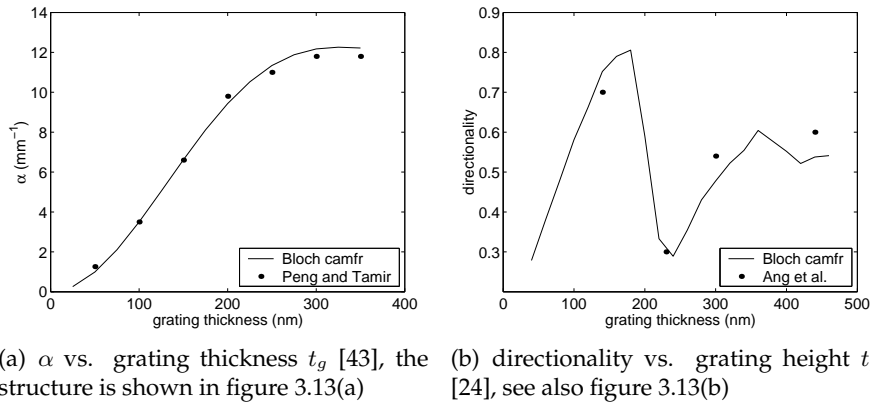 14
12
10
8
6
4
2
0
α (mm⁻¹)
0 100 200 300 400
grating thickness (nm)
Bloch camfr
Peng and Tamir
0.9
0.8
0.7
0.6
0.5
0.4
0.3
directionality
0 100 200 300 400 500
grating thickness (nm)
Bloch camfr
Ang et al.
(a) α vs. grating thickness t_g [43], the
structure is shown in figure 3.13(a)
(b) directionality vs. grating height t
[24], see also figure 3.13(b)